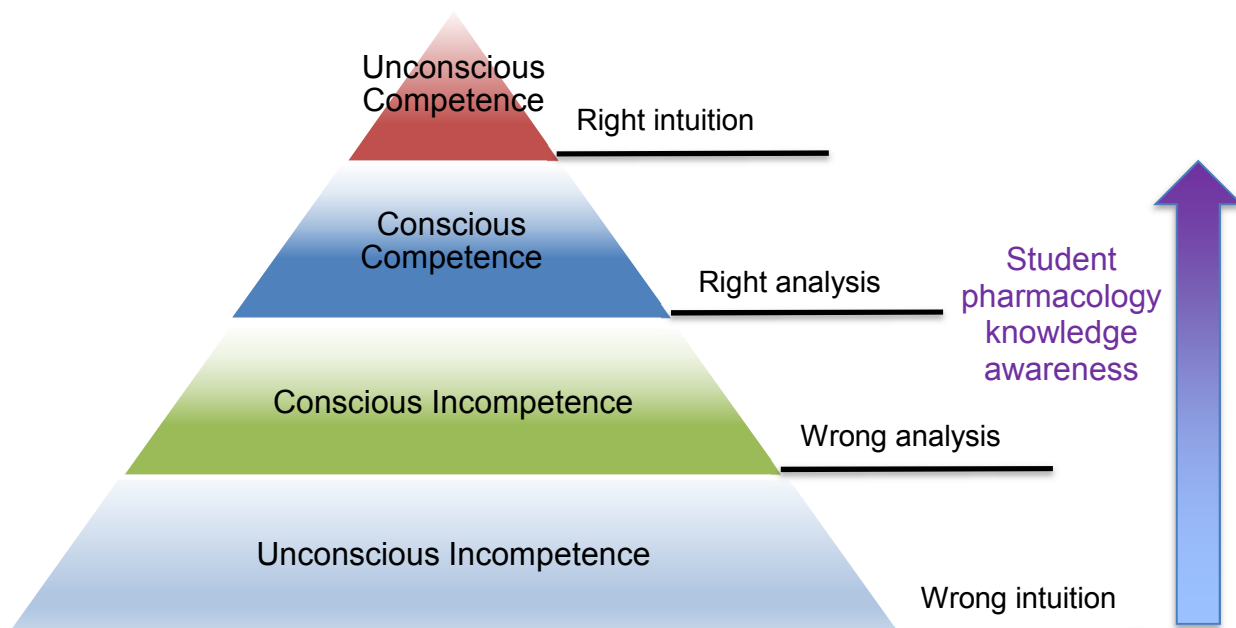 Unconscious
Competence
Right intuition
Conscious
Competence
Right analysis
Student
pharmacology
knowledge
awareness
Conscious Incompetence
Wrong analysis
Unconscious Incompetence
Wrong intuition